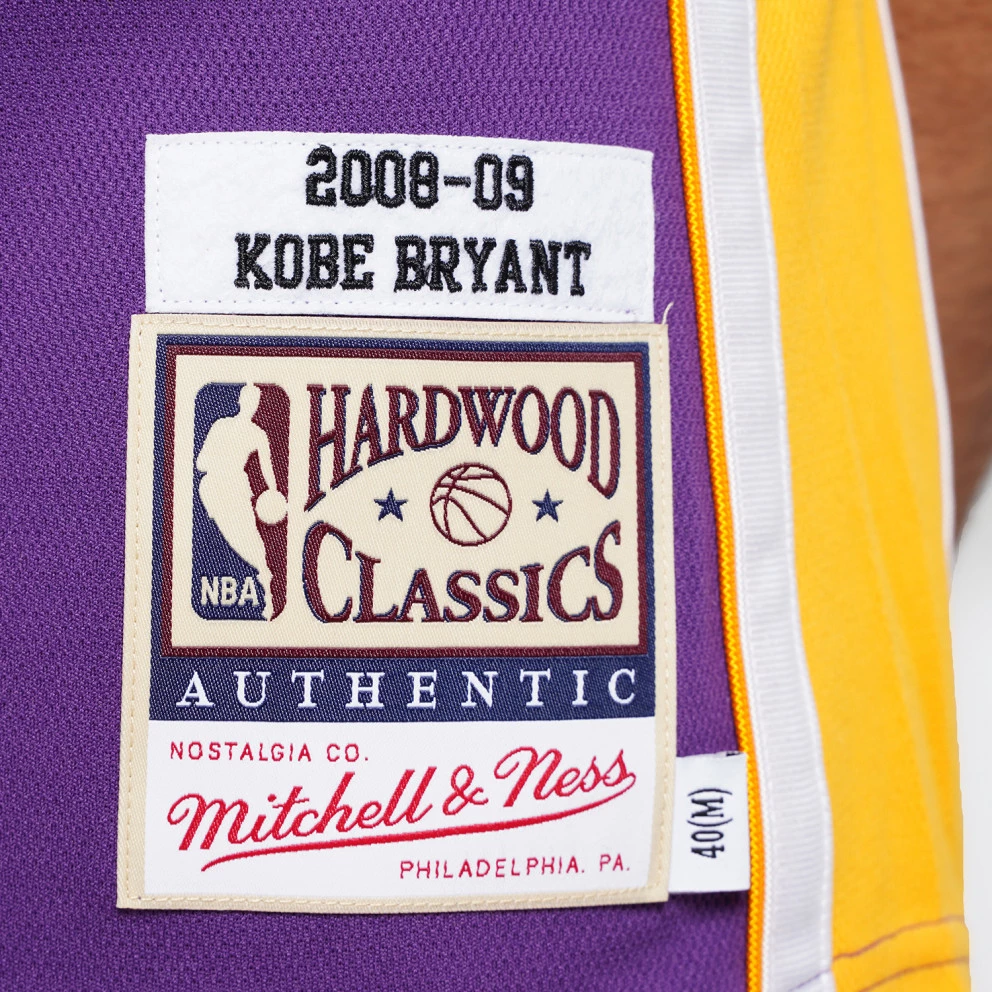 2008-09
KOBE BRYANT
HARDWOOD
CLASSICS
NBA
AUTHENTIC
NOSTALGIA CO.
Mitchell & Ness
PHILADELPHIA. PA.
40(M)